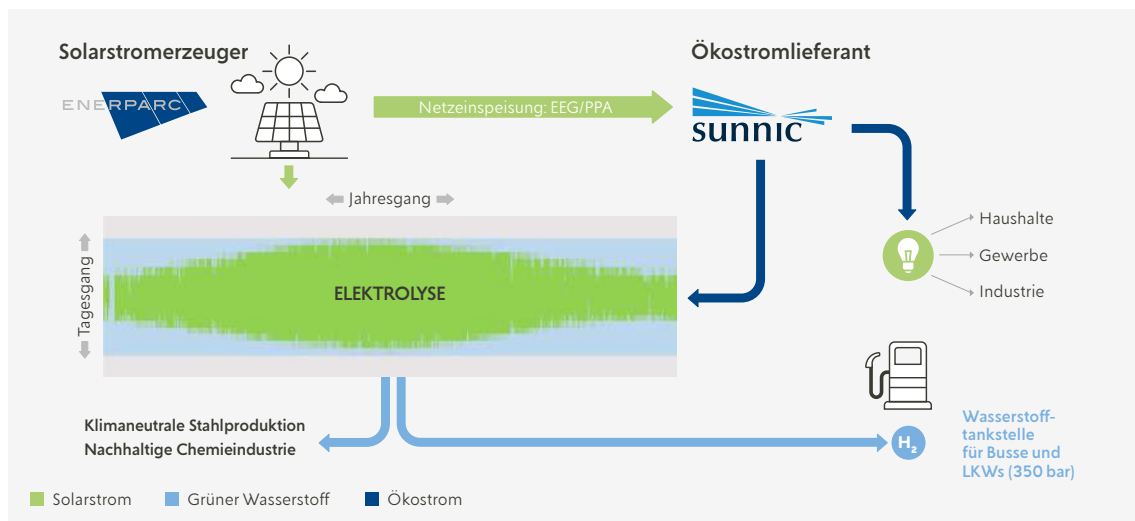 Solarstromerzeuger
ENERPARC
Netzeinspeisung: EEG/PPA
Ökostromlieferant
sunnic
Jahresgang
Tagesgang
ELEKTROLYSE
Haushalte
Gewerbe
Industrie
Klimaneutrale Stahlproduktion
Nachhaltige Chemieindustrie
H₂
Wasserstoff-
tankstelle
für Busse und
LKWs (350 bar)
Solarstrom
Grüner Wasserstoff
Ökostrom